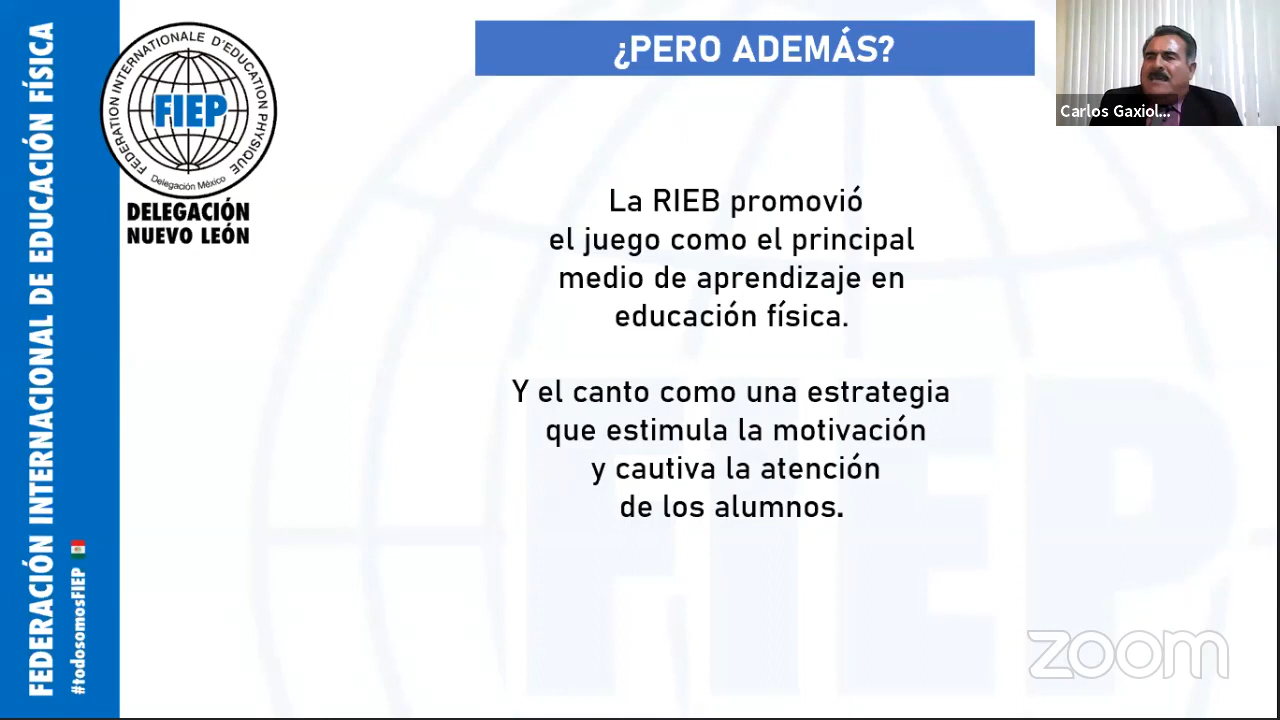 FEDERACIÓN INTERNACIONAL DE EDUCACIÓN FÍSICA
#todosomosFIEP
FEDERATION INTERNATIONALE D'EDUCATION PHYSIQUE
FIEP
Delegación México
DELEGACIÓN
NUEVO LEÓN
¿PERO ADEMÁS?
La RIEB promovió
el juego como el principal
medio de aprendizaje en
educación física.
Y el canto como una estrategia
que estimula la motivación
y cautiva la atención
de los alumnos.
FIEP
Carlos Gaxiol...
zoom